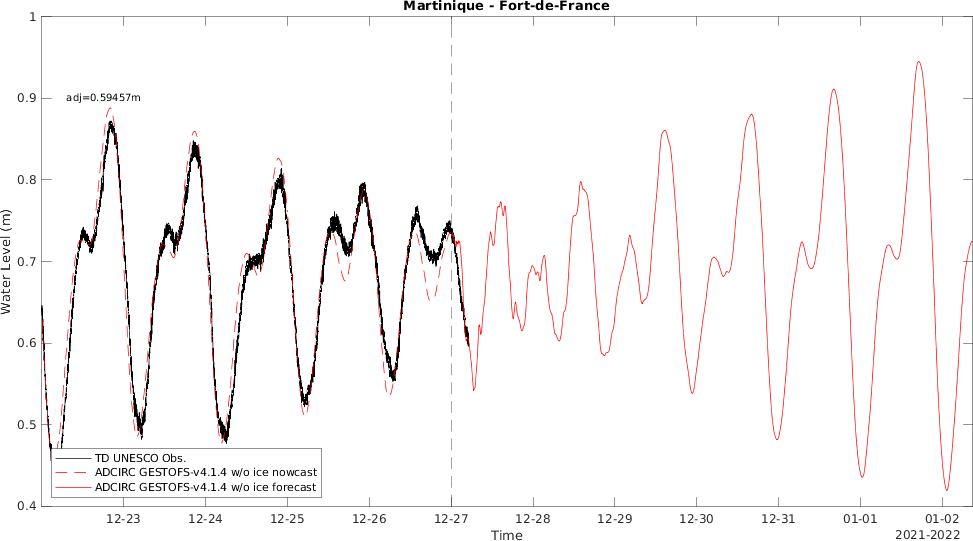 Martinique - Fort-de-France
1
0.9
0.8
0.7
0.6
0.5
0.4
Water Level (m)
adj=0.59457m
TD UNESCO Obs.
ADCIRC GESTOFS-v4.1.4 w/o ice nowcast
ADCIRC GESTOFS-v4.1.4 w/o ice forecast
12-23 12-24 12-25 12-26 12-27 12-28 12-29 12-30 12-31 01-01 01-02
Time
2021-2022